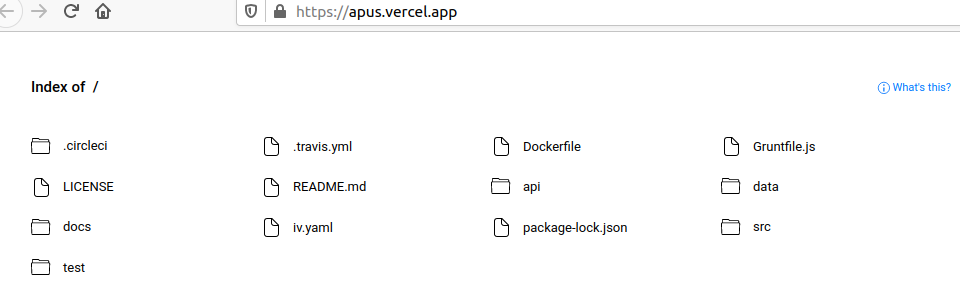 https://apus.vercel.app
Index of /
What's this?
.circleci .travis.yml Dockerfile Gruntfile.js
LICENSE README.md api data
docs iv.yaml package-lock.json src
test